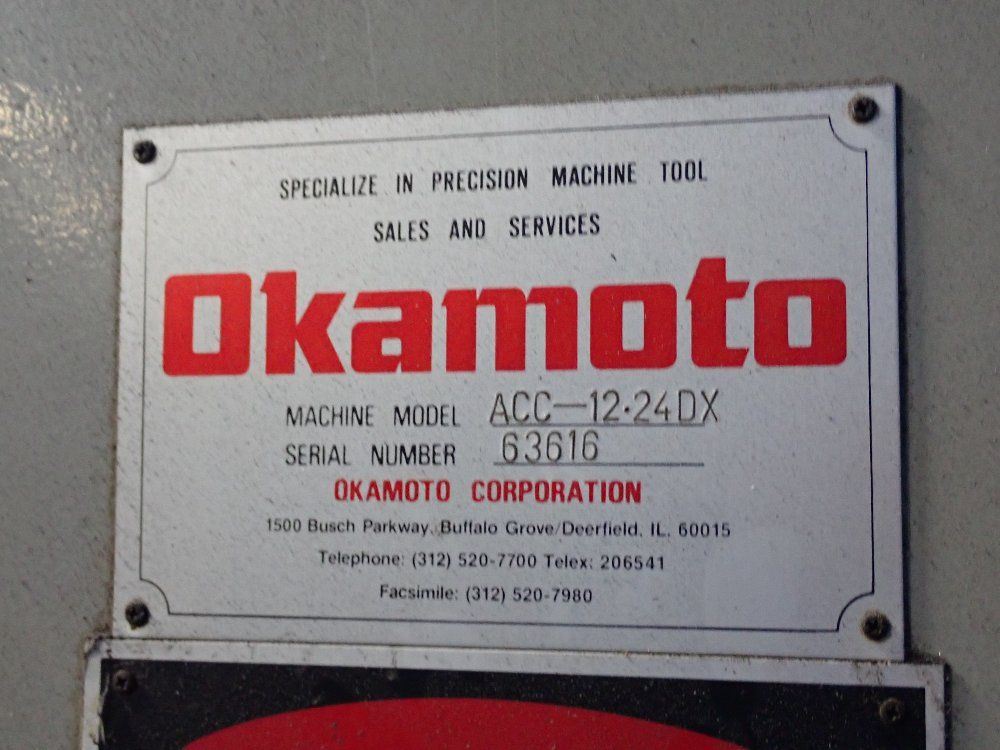 SPECIALIZE IN PRECISION MACHINE TOOL
SALES AND SERVICES
Okamoto
MACHINE MODEL ACC-12·24DX
SERIAL NUMBER 63616
OKAMOTO CORPORATION
1500 Busch Parkway, Buffalo Grove/Deerfield, IL, 60015
Telephone: (312) 520-7700 Telex: 206541
Facsimile: (312) 520-7980